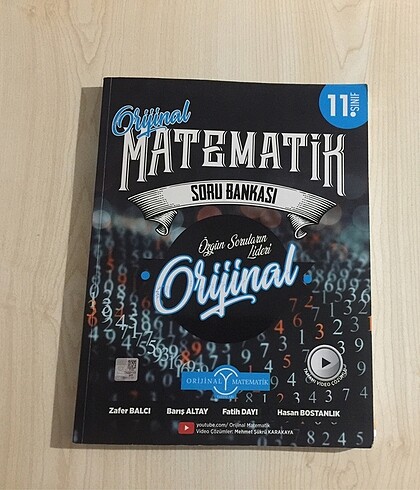 11. SINIF
Orijinal
MATEMATİK
SORU BANKASI
Özgün Soruların
Lideri
Orijinal
ORİJİNAL MATEMATİK
Zafer BALCI Barış ALTAY Fatih DAYI Hasan BOSTANLIK
youtube.com/ Orijinal Matematik
Video Çözümler: Mehmet Şükrü KARAKAYA